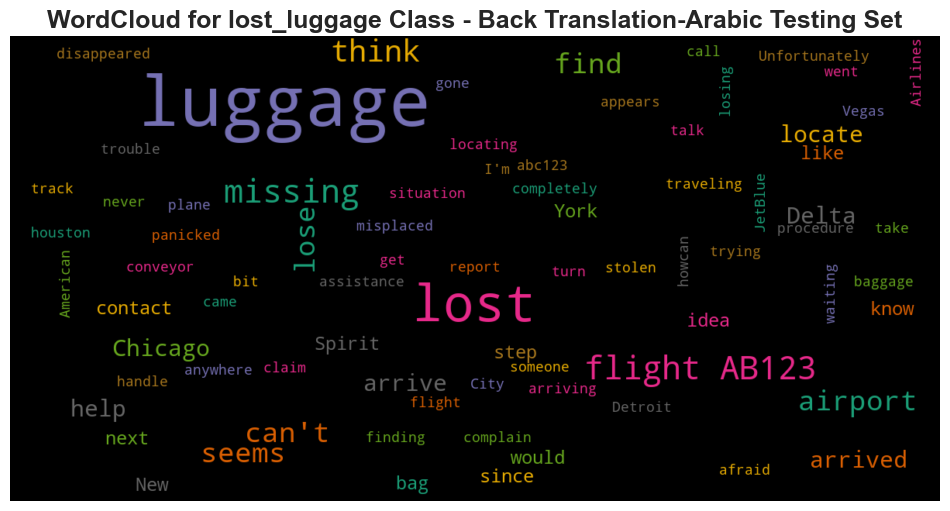 WordCloud for lost_luggage Class - Back Translation-Arabic Testing Set
disappeared
think
find
call
Unfortunately
Airlines
luggage
gone
losing
went
appears
Vegas
talk
locate
trouble
locating
like
I'm
abc123
track
missing
situation
completely
traveling
JetBlue
never
plane
lose
York
Delta
misplaced
procedure
take
houston
panicked
American
conveyor
get
report
turn
stolen
howcan
trying
bit
assistance
waiting
baggage
contact
came
lost
idea
know
Chicago
Spirit
step
anywhere
claim
someone
flight AB123
handle
arrive
City
arriving
help
flight
Detroit
airport
next
can't
finding
complain
seems
would
arrived
New
bag
since
afraid